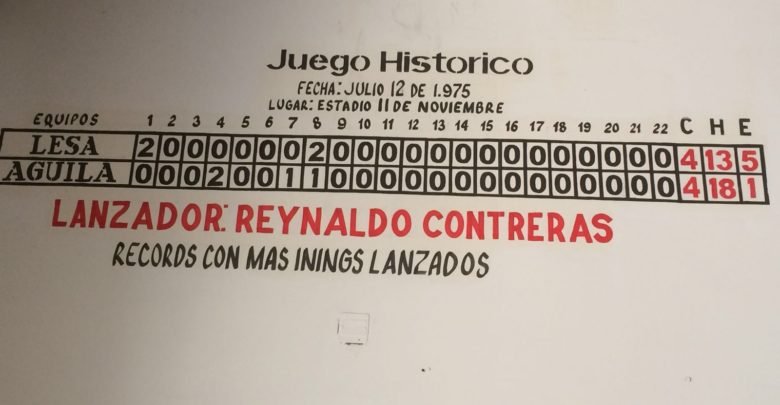 Juego Historico
FECHA: JULIO 12 DE 1.975
LUGAR: ESTADIO 11 DE NOVIEMBRE
EQUIPOS 1 2 3 4 5 6 7 8 9 10 11 12 13 14 15 16 17 18 19 20 21 22 C H E
LESA 2 0 0 0 0 0 0 2 0 0 0 0 0 0 0 0 0 0 0 0 0 0 4 13 5
AGUILA 0 0 0 2 0 0 1 1 0 0 0 0 0 0 0 0 0 0 0 0 0 0 4 18 1
LANZADOR: REYNALDO CONTRERAS
RECORDS CON MAS ININGS LANZADOS